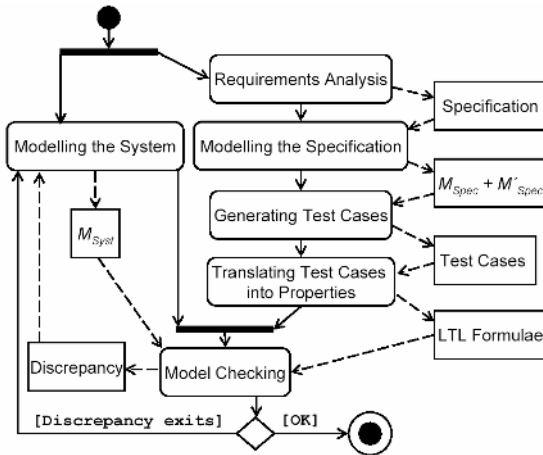 Requirements Analysis
Specification
Modelling the System
Modelling the Specification
M_Spec + M´_Spec
M_Syst
Generating Test Cases
Test Cases
Translating Test Cases
into Properties
LTL Formulae
Discrepancy
Model Checking
[Discrepancy exits]
[OK]